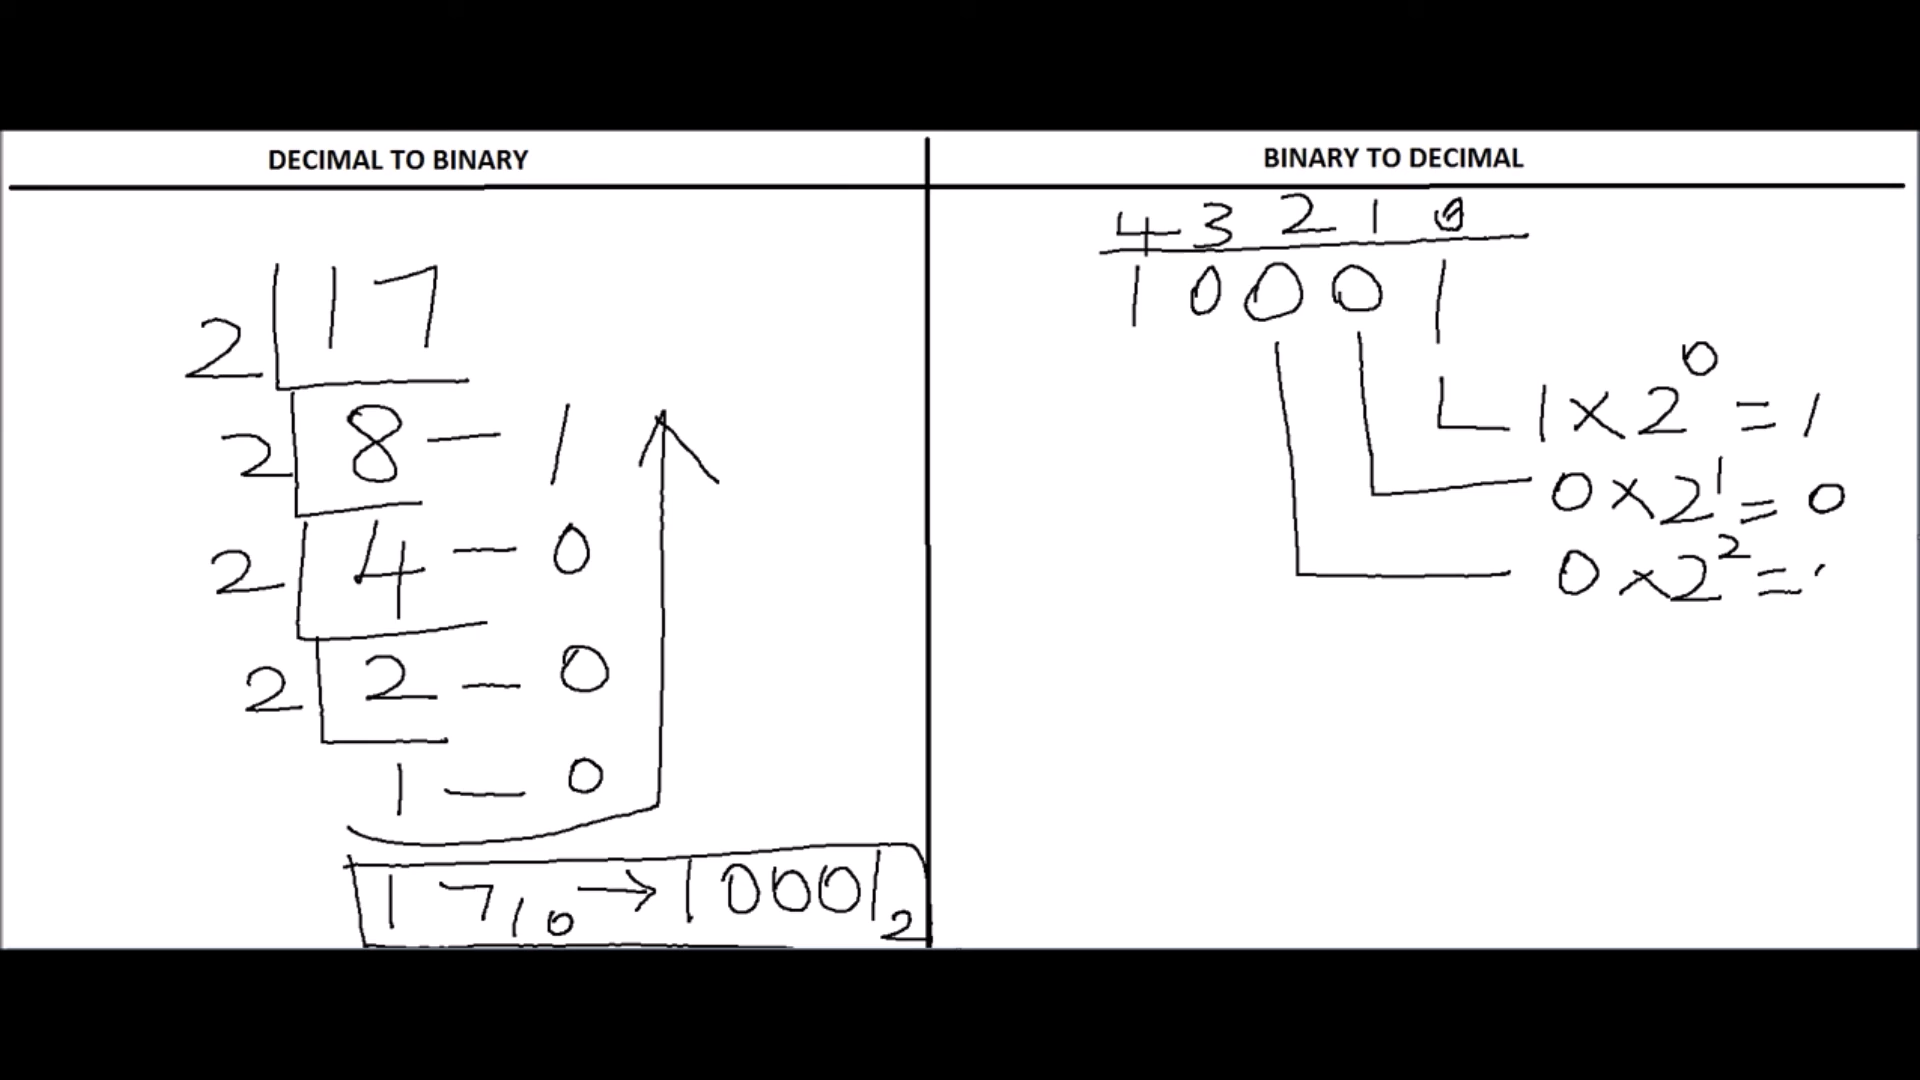 DECIMAL TO BINARY
2 17
2 8 — 1
2 4 — 0
2 2 — 0
1 — 0
17₁₀ → 10001₂
BINARY TO DECIMAL
4 3 2 1 0
1 0 0 0 1
1 × 2⁰ = 1
0 × 2¹ = 0
0 × 2² =